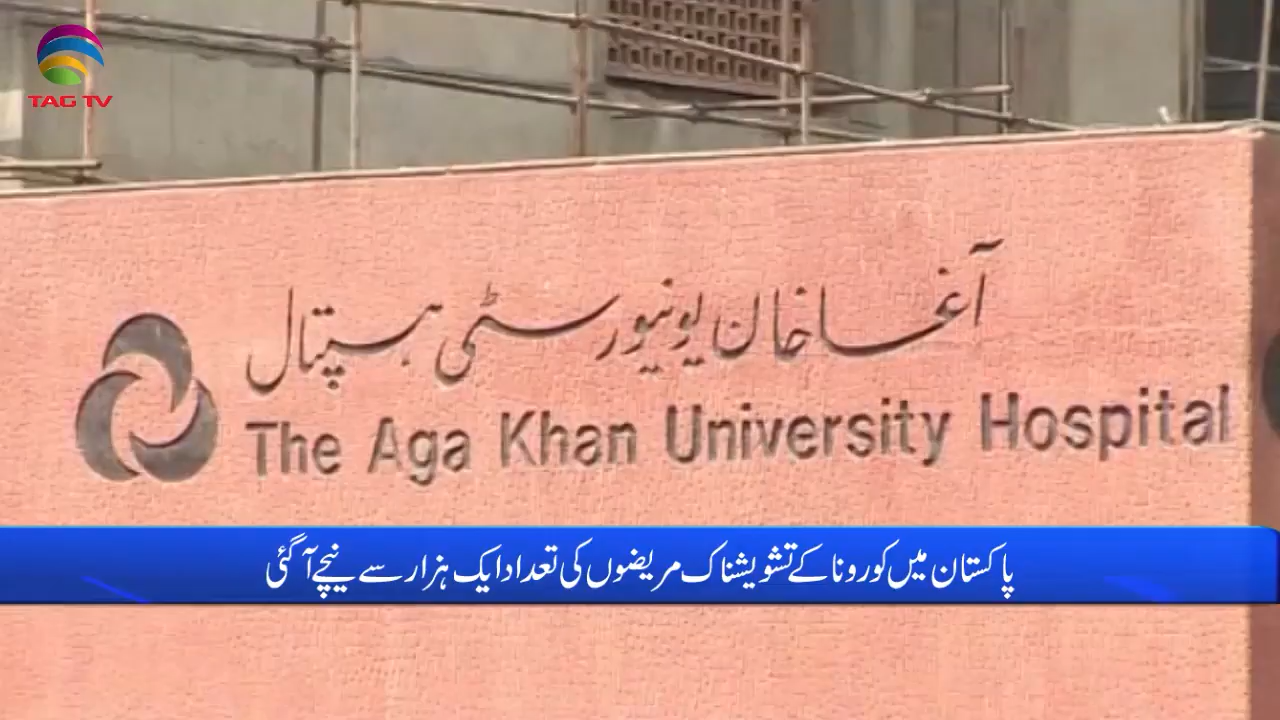 TAG TV
آغا خان یونیورسٹی ہسپتال
The Aga Khan University Hospital
پاکستان میں کورونا کے تشویشناک مریضوں کی تعداد ایک ہزار سے نیچے آ گئی